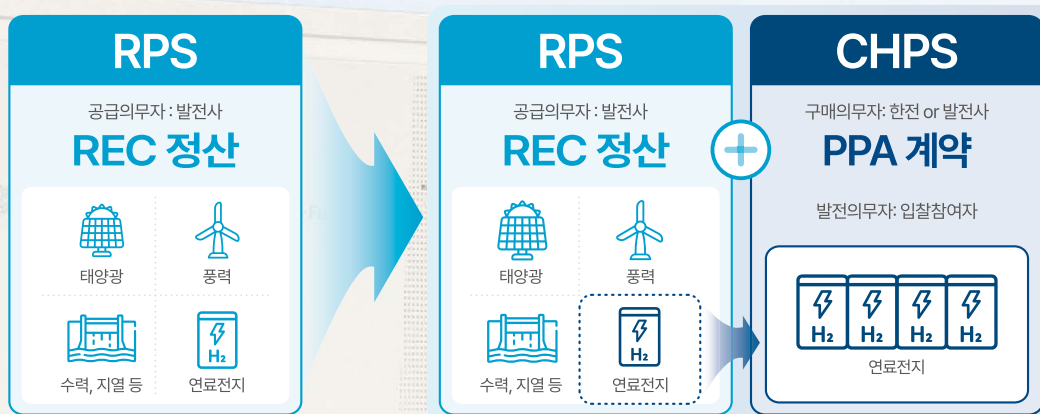 RPS
공급의무자 : 발전사
REC 정산
태양광
풍력
수력, 지열 등
H₂
연료전지
RPS
공급의무자 : 발전사
REC 정산
태양광
풍력
수력, 지열 등
H₂
연료전지
CHPS
구매의무자: 한전 or 발전사
PPA 계약
발전의무자: 입찰참여자
H₂ H₂ H₂ H₂
연료전지